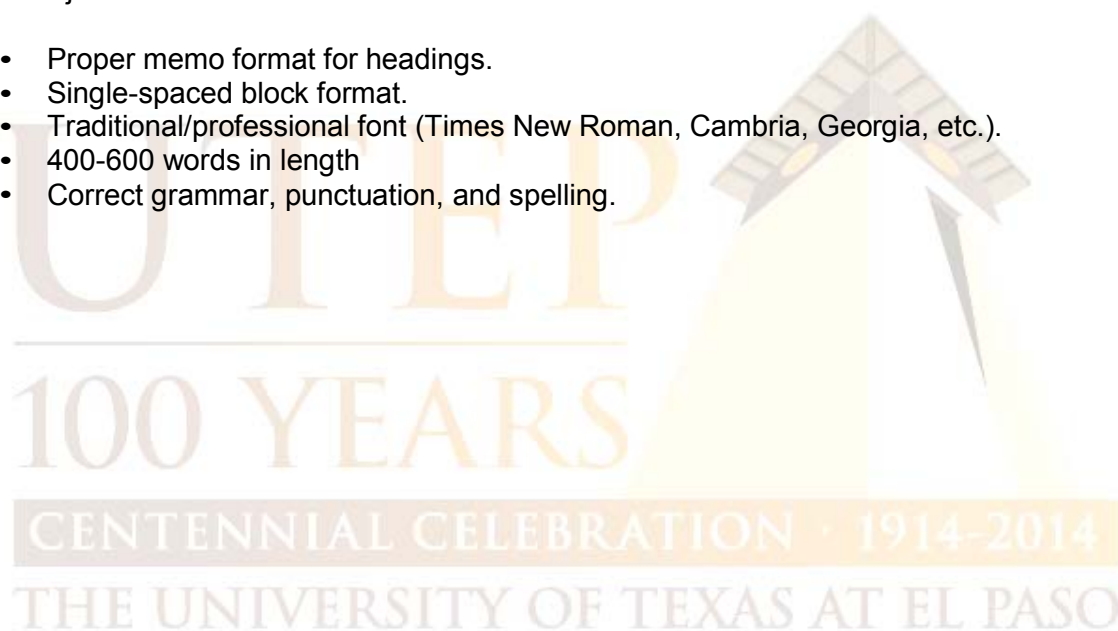 • Proper memo format for headings.
• Single-spaced block format.
• Traditional/professional font (Times New Roman, Cambria, Georgia, etc.).
• 400-600 words in length
• Correct grammar, punctuation, and spelling.
UTEP
100 YEARS
CENTENNIAL CELEBRATION · 1914-2014
THE UNIVERSITY OF TEXAS AT EL PASO